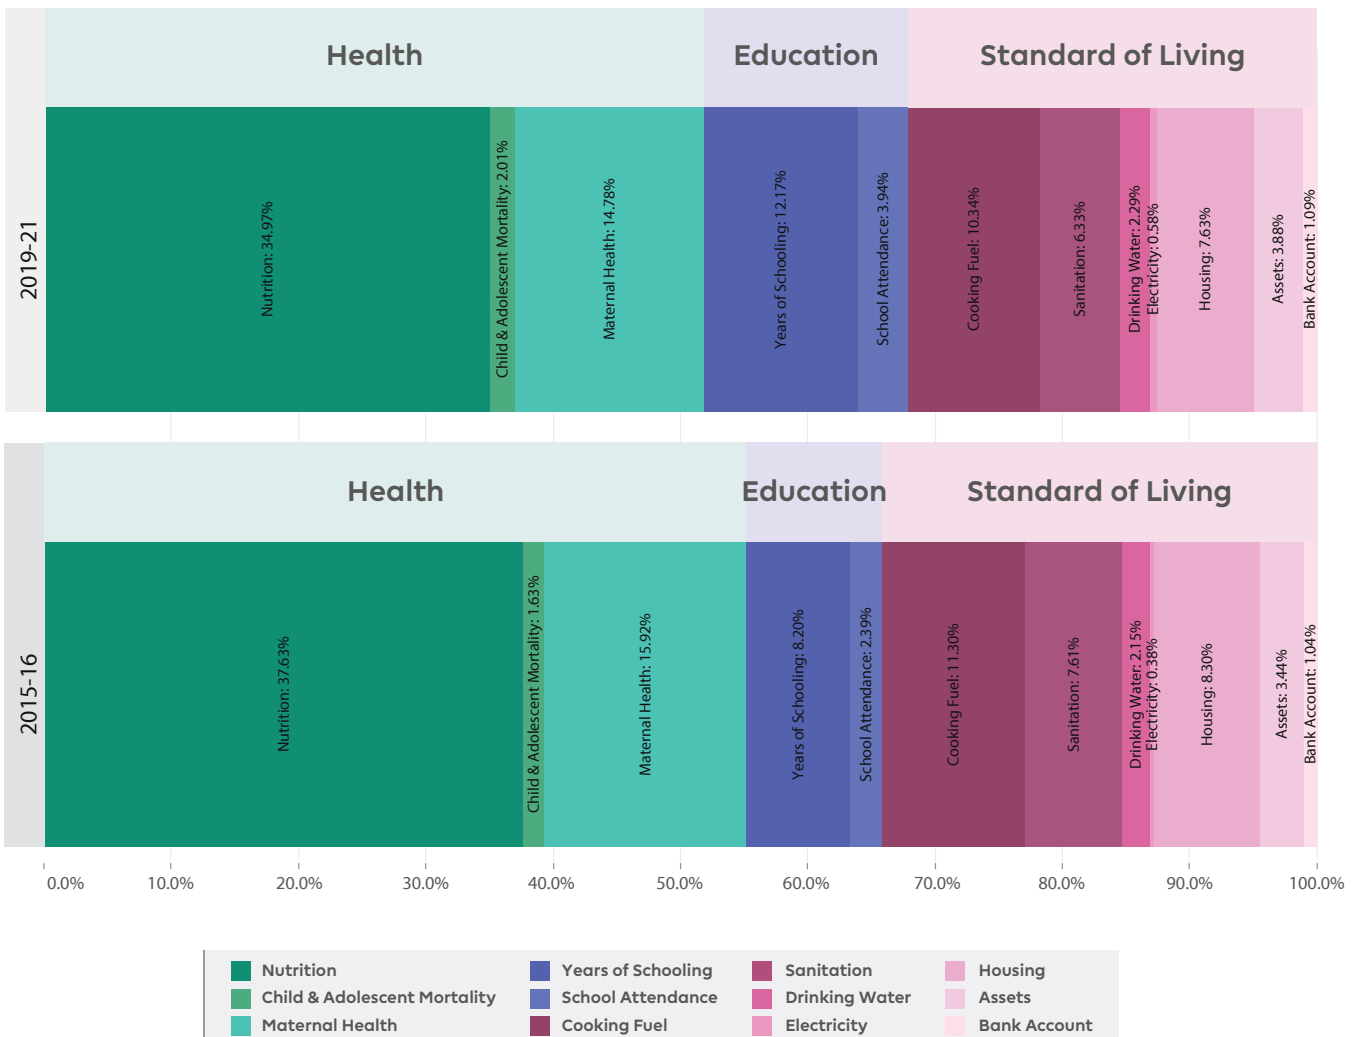 Health
Education
Standard of Living
2019-21
Nutrition: 34.97%
Child & Adolescent Mortality: 2.01%
Maternal Health: 14.78%
Years of Schooling: 12.17%
School Attendance: 3.94%
Cooking Fuel: 10.34%
Sanitation: 6.33%
Drinking Water: 2.29%
Electricity: 0.58%
Housing: 7.63%
Assets: 3.88%
Bank Account: 1.09%
Health
Education
Standard of Living
2015-16
Nutrition: 37.63%
Child & Adolescent Mortality: 1.63%
Maternal Health: 15.92%
Years of Schooling: 8.20%
School Attendance: 2.39%
Cooking Fuel: 11.30%
Sanitation: 7.61%
Drinking Water: 2.15%
Electricity: 0.38%
Housing: 8.30%
Assets: 3.44%
Bank Account: 1.04%
0.0% 10.0% 20.0% 30.0% 40.0% 50.0% 60.0% 70.0% 80.0% 90.0% 100.0%
Nutrition
Child & Adolescent Mortality
Maternal Health
Years of Schooling
School Attendance
Cooking Fuel
Sanitation
Drinking Water
Electricity
Housing
Assets
Bank Account